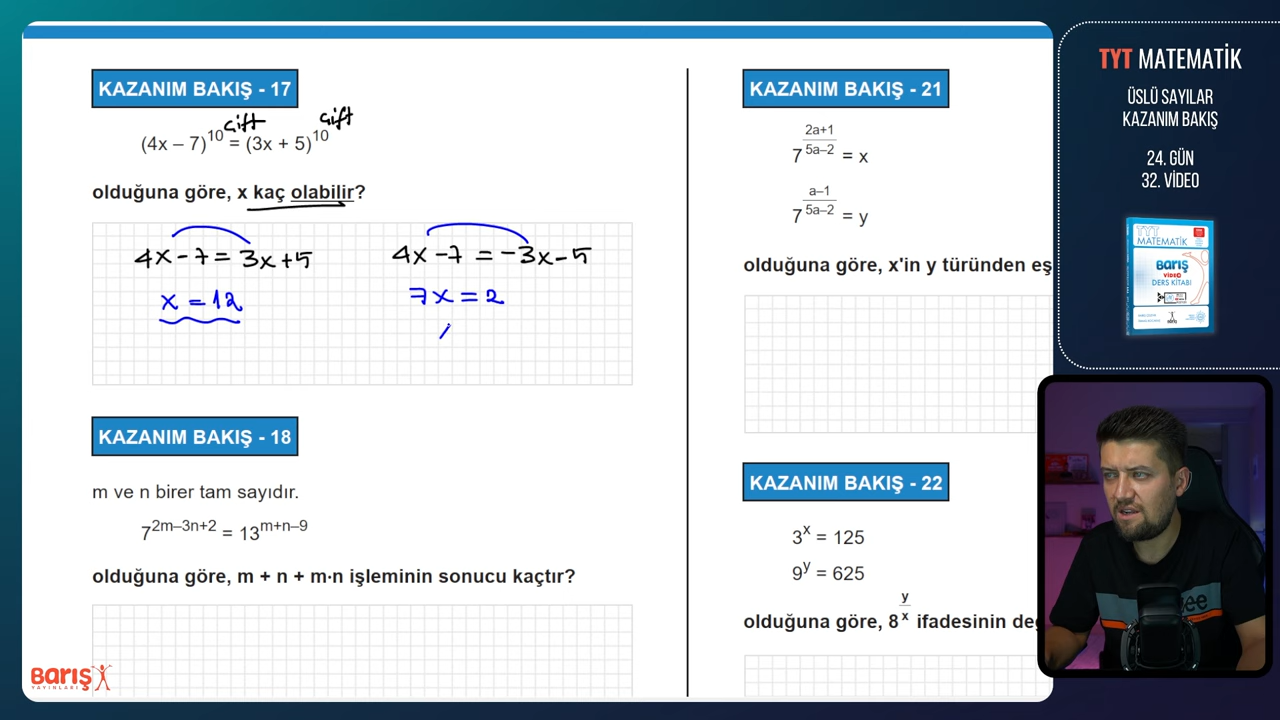 KAZANIM BAKIŞ - 17
çift çift
(4x – 7)^10 = (3x + 5)^10
olduğuna göre, x kaç olabilir?
4x - 7 = 3x + 5
x = 12
4x - 7 = -3x - 5
7x = 2
KAZANIM BAKIŞ - 18
m ve n birer tam sayıdır.
7^(2m–3n+2) = 13^(m+n–9)
olduğuna göre, m + n + m·n işleminin sonucu kaçtır?
BARIŞ
YAYINLARI
KAZANIM BAKIŞ - 21
7^((2a+1)/(5a–2)) = x
7^((a–1)/(5a–2)) = y
olduğuna göre, x'in y türünden eş
KAZANIM BAKIŞ - 22
3^x = 125
9^y = 625
olduğuna göre, 8^(y/x) ifadesinin değ
TYT MATEMATİK
ÜSLÜ SAYILAR
KAZANIM BAKIŞ
24. GÜN
32. VİDEO
TYT
MATEMATİK
BARIŞ
VİDEO
DERS KİTABI